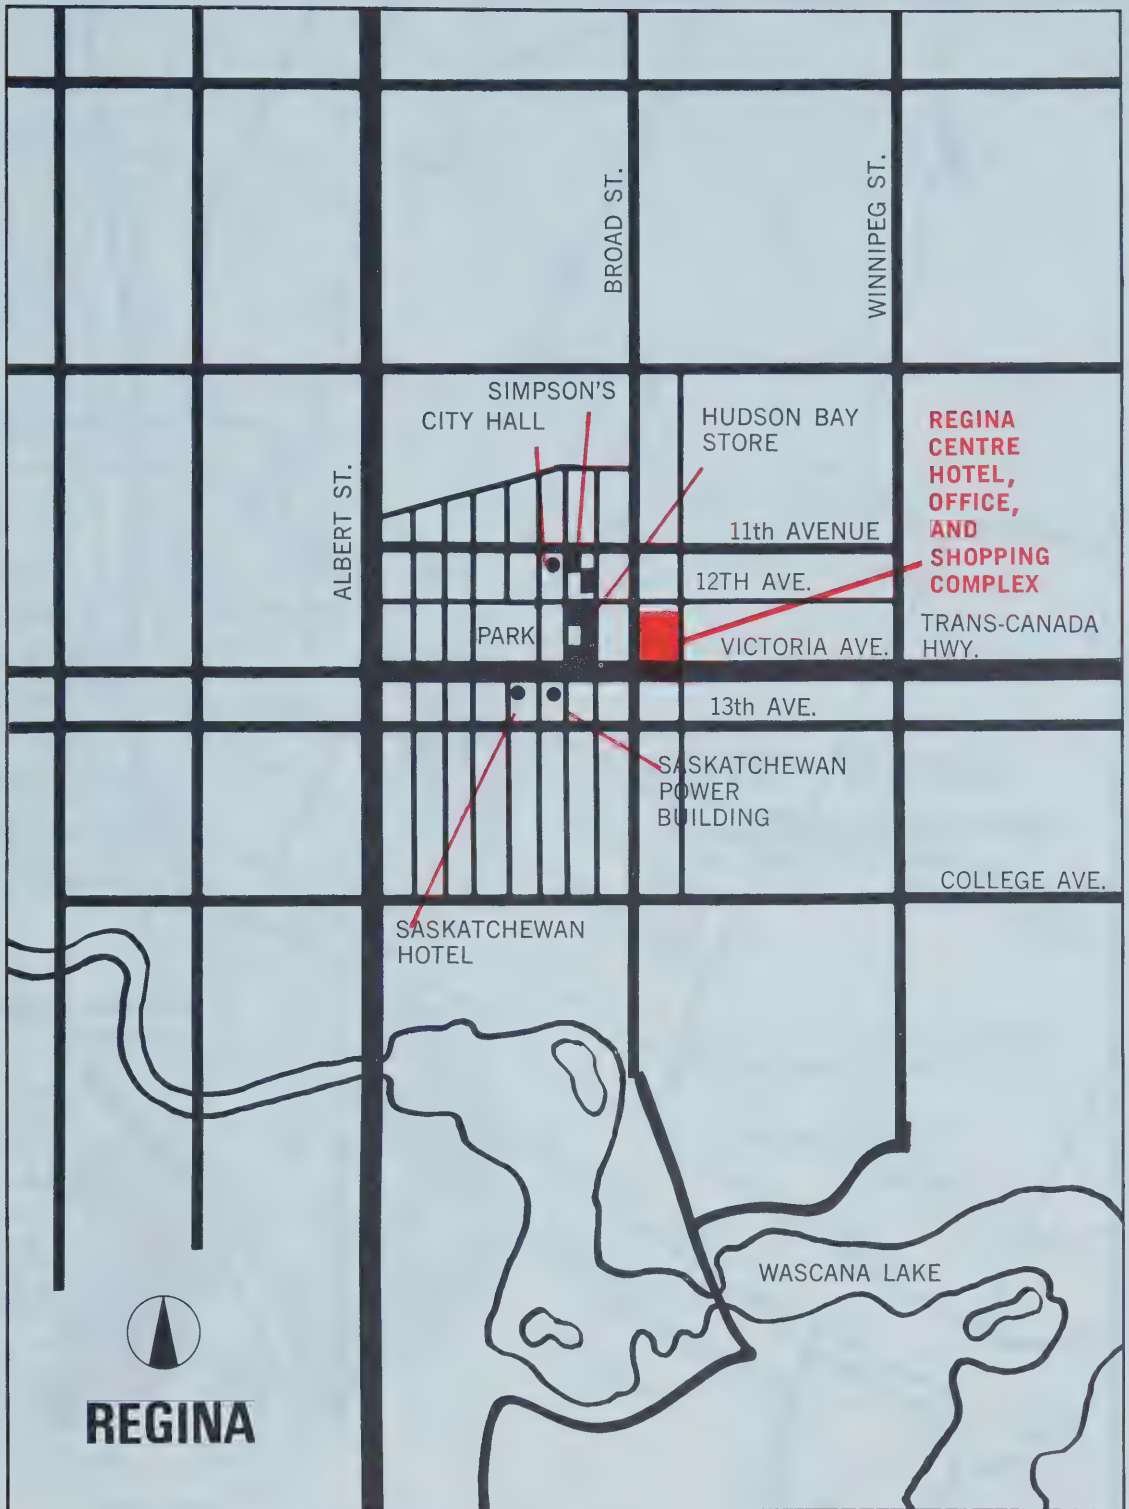 BROAD ST.
WINNIPEG ST.
SIMPSON'S
CITY HALL
HUDSON BAY
STORE
REGINA
CENTRE
HOTEL,
OFFICE,
AND
SHOPPING
COMPLEX
ALBERT ST.
11th AVENUE
12TH AVE.
PARK
VICTORIA AVE.
TRANS-CANADA
HWY.
13th AVE.
SASKATCHEWAN
POWER
BUILDING
COLLEGE AVE.
SASKATCHEWAN
HOTEL
WASCANA LAKE
REGINA